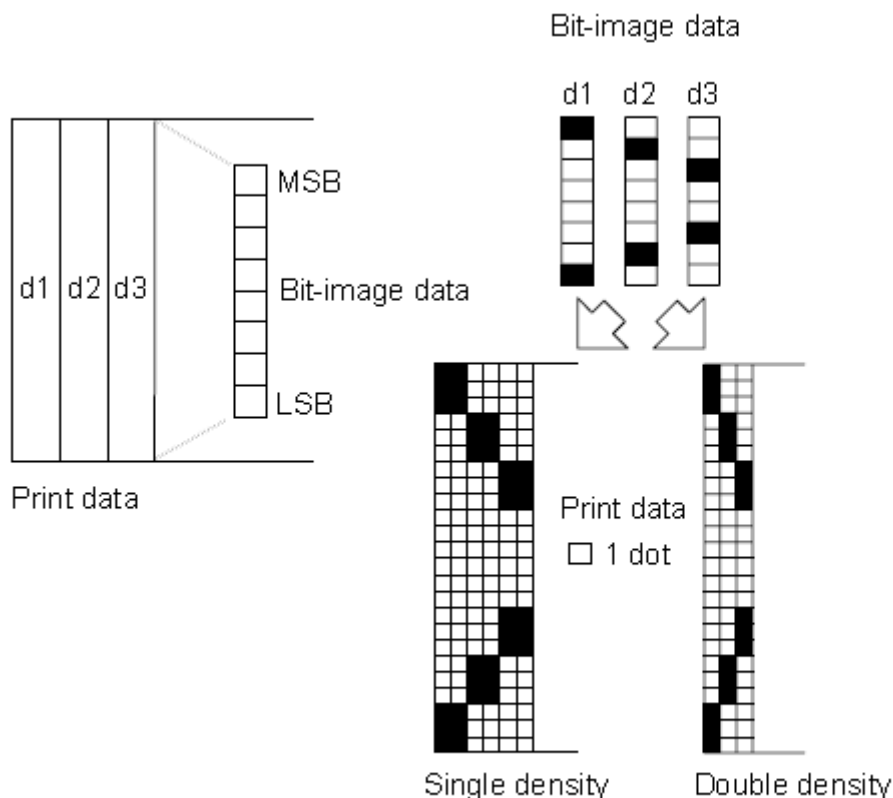 Bit-image data
d1 d2 d3
MSB
d1 d2 d3
Bit-image data
LSB
Print data
Print data
1 dot
Single density
Double density